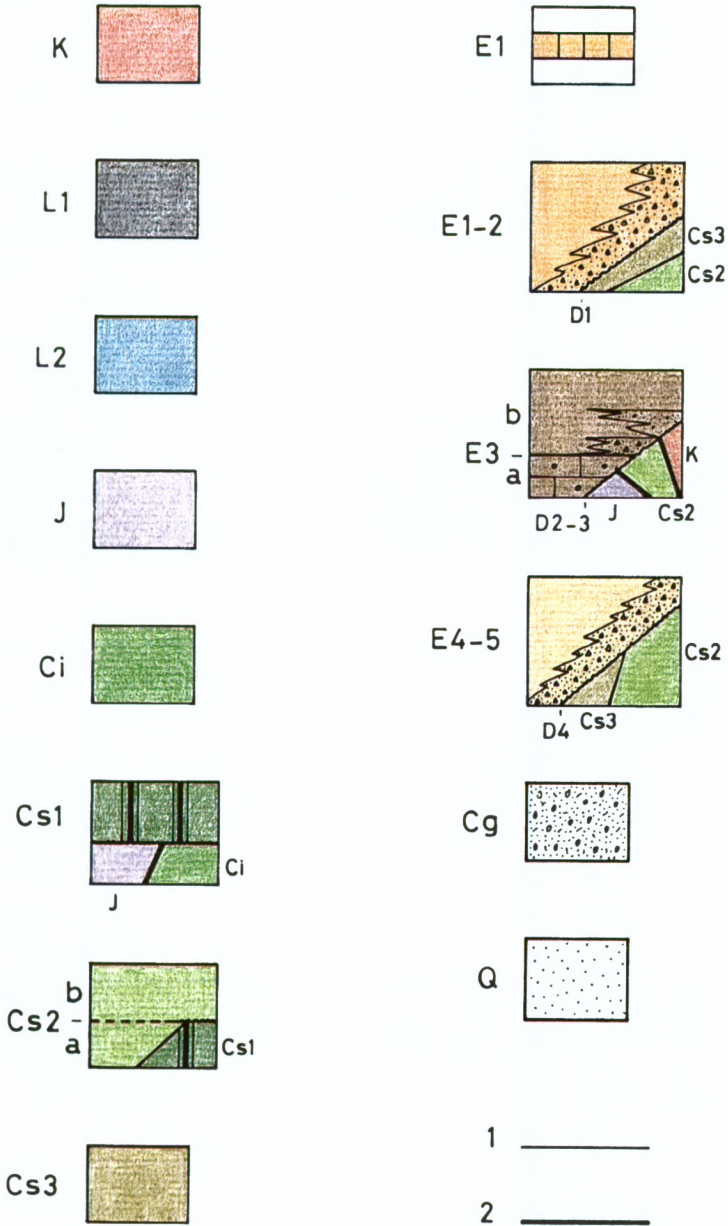 K
L1
L2
J
Ci
Cs1
Ci
J
b
Cs2 -
a
Cs1
Cs3
E1
E1-2
Cs3
Cs2
D1
b
E3 -
a
K
D2-3 J Cs2
E4-5
Cs2
Cs3
D4
Cg
Q
1
2